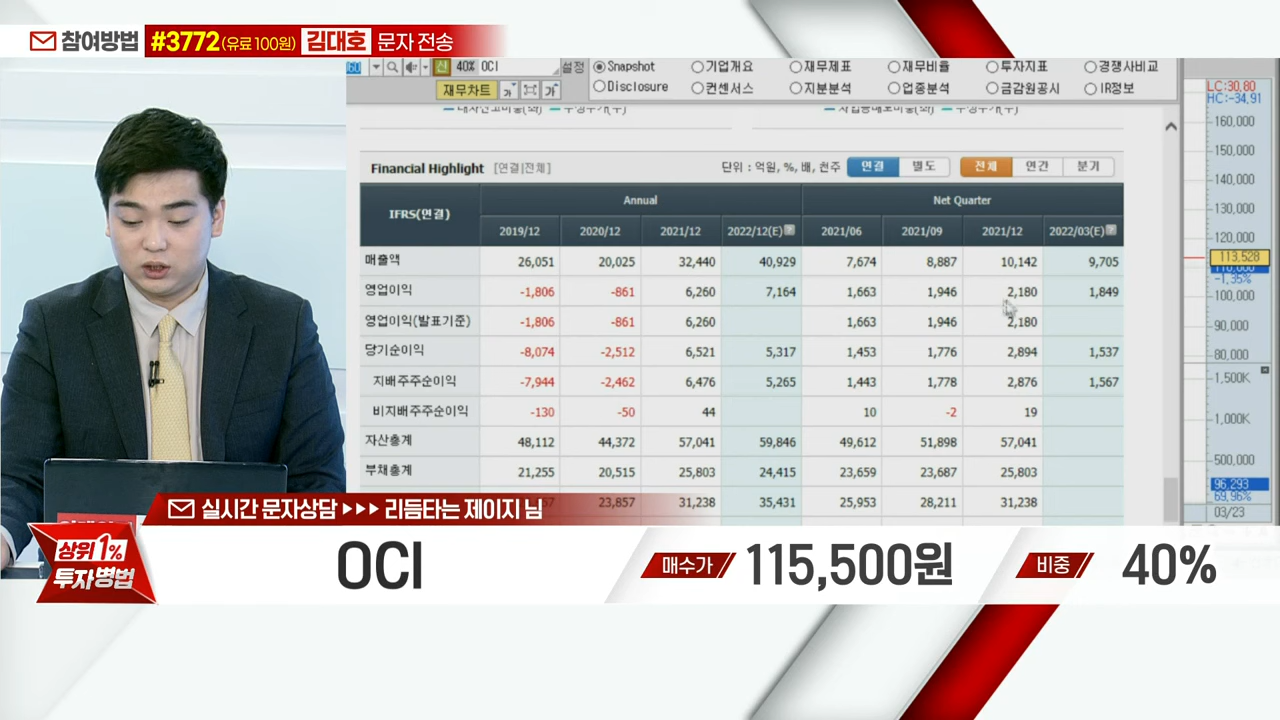 참여방법 #3772(유료 100원) 김대호 문자 전송
신 40% OCI 설정
Snapshot 기업개요 재무제표 재무비율 투자지표 경쟁사비교
재무차트
Disclosure 컨센서스 지분분석 업종분석 금감원공시 IR정보
Financial Highlight [연결|전체] 단위 : 억원, %, 배, 천주 연결 별도 전체 연간 분기
IFRS(연결) Annual Net Quarter
2019/12 2020/12 2021/12 2022/12(E) 2021/06 2021/09 2021/12 2022/03(E)
매출액 26,051 20,025 32,440 40,929 7,674 8,887 10,142 9,705
영업이익 -1,806 -861 6,260 7,164 1,663 1,946 2,180 1,849
영업이익(발표기준) -1,806 -861 6,260 1,663 1,946 2,180
당기순이익 -8,074 -2,512 6,521 5,317 1,453 1,776 2,894 1,537
지배주주순이익 -7,944 -2,462 6,476 5,265 1,443 1,778 2,876 1,567
비지배주주순이익 -130 -50 44 10 -2 19
자산총계 48,112 44,372 57,041 59,846 49,612 51,898 57,041
부채총계 21,255 20,515 25,803 24,415 23,659 23,687 25,803
23,857 31,238 35,431 25,953 28,211 31,238
LC:30,80
HC:-34,91
160,000
150,000
140,000
130,000
120,000
113,528
110,000
-1,35%
100,000
90,000
80,000
1,500K
1,000K
500,000
96,293
69,96%
03/23
실시간 문자상담 ▶▶▶ 리듬타는 제이지 님
상위 1%
투자병법
OCI 매수가 115,500원 비중 40%